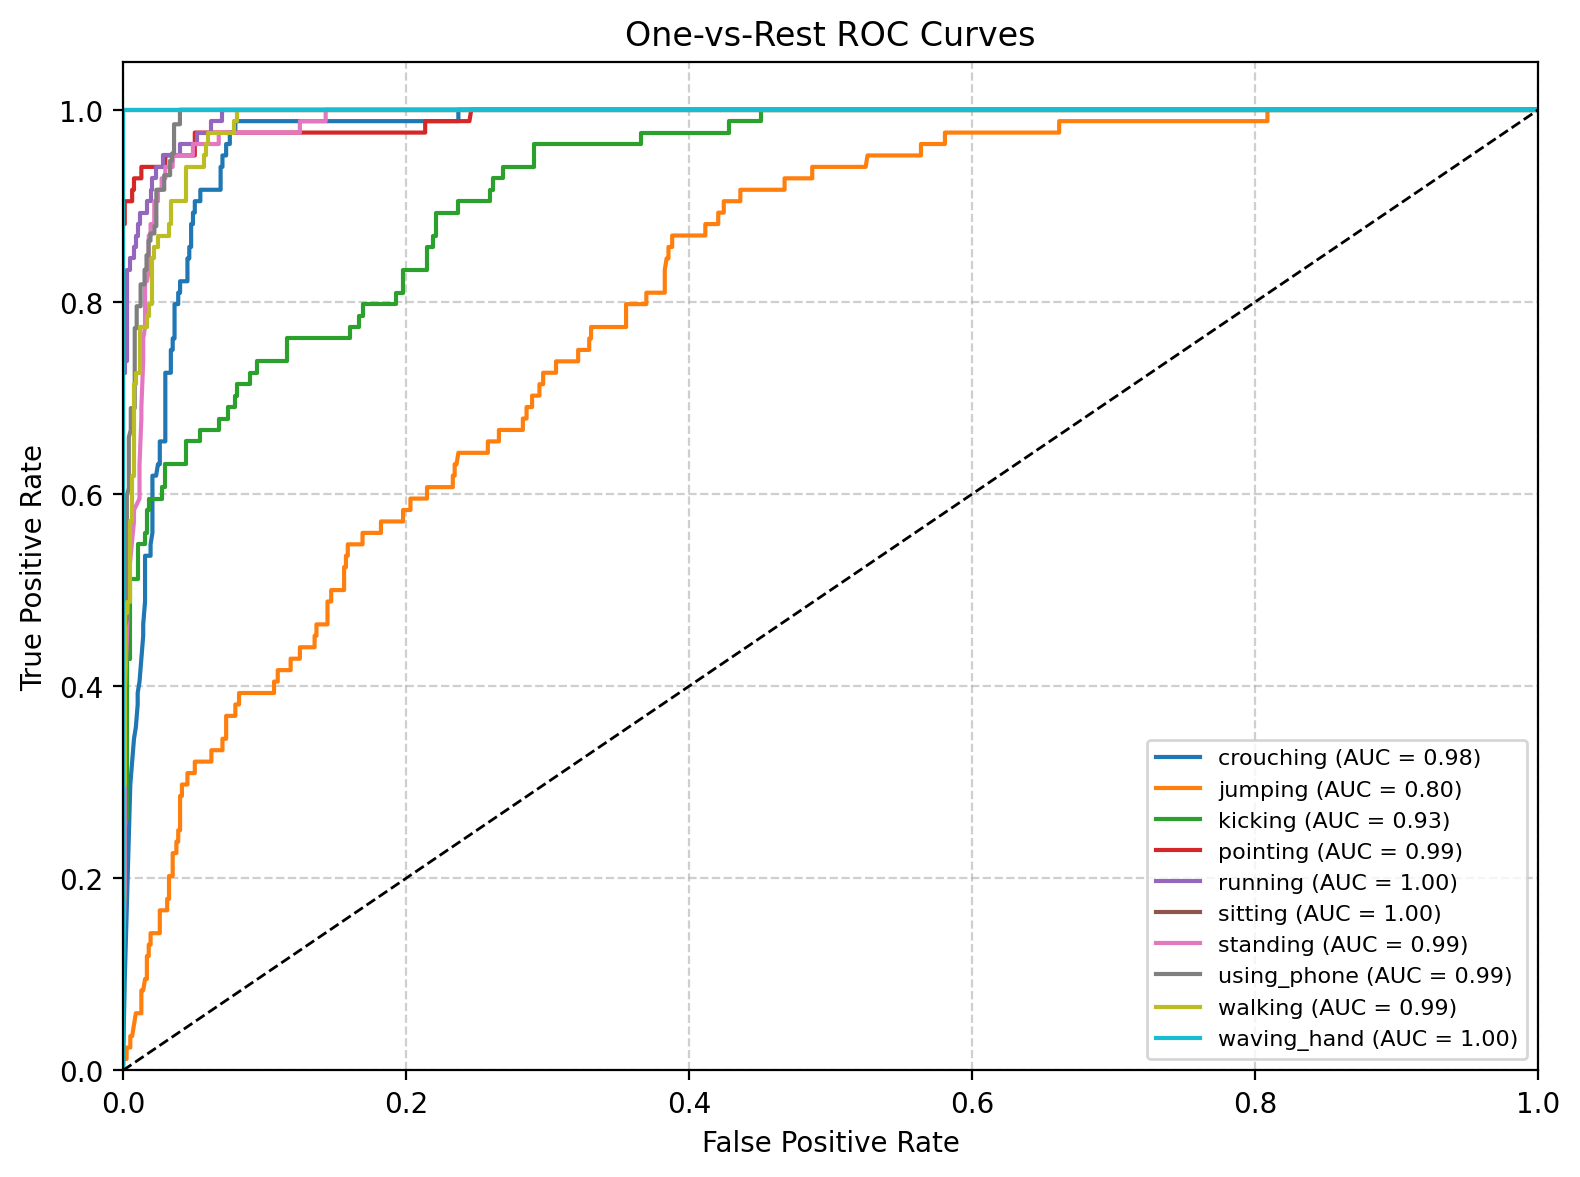 One-vs-Rest ROC Curves
True Positive Rate
1.0
0.8
0.6
0.4
0.2
0.0
crouching (AUC = 0.98)
jumping (AUC = 0.80)
kicking (AUC = 0.93)
pointing (AUC = 0.99)
running (AUC = 1.00)
sitting (AUC = 1.00)
standing (AUC = 0.99)
using_phone (AUC = 0.99)
walking (AUC = 0.99)
waving_hand (AUC = 1.00)
0.0 0.2 0.4 0.6 0.8 1.0
False Positive Rate